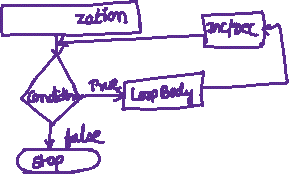 zation
Inc/Dec
Condition
True
Loop Body
false
Stop